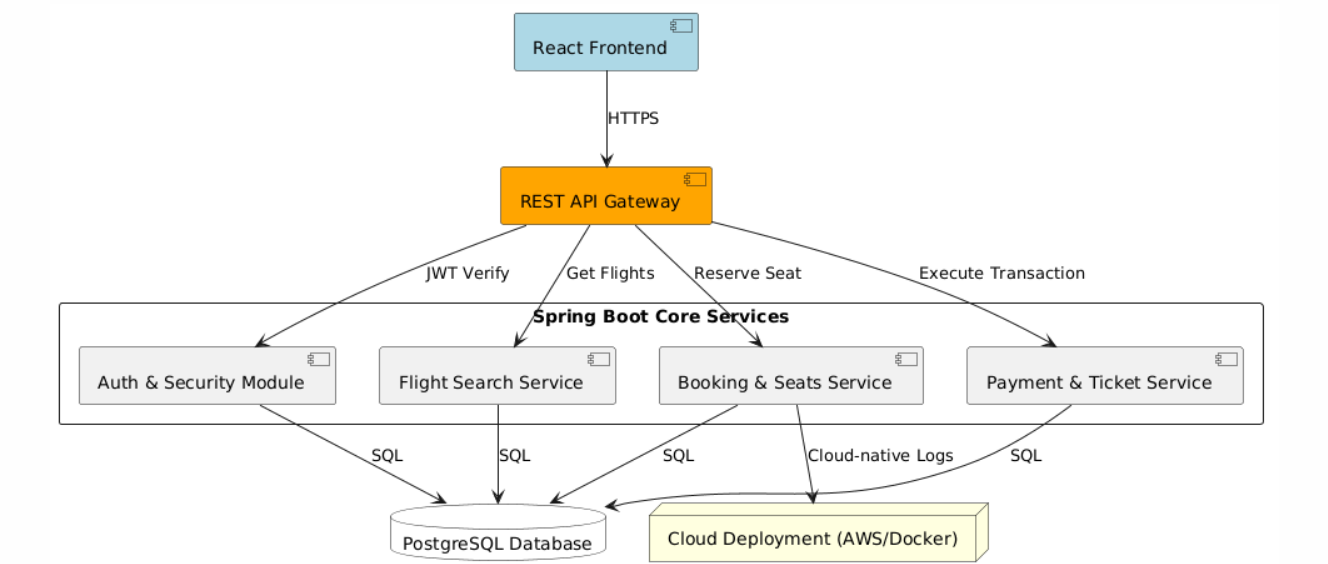 React Frontend
HTTPS
REST API Gateway
JWT Verify
Get Flights
Reserve Seat
Execute Transaction
Spring Boot Core Services
Auth & Security Module
Flight Search Service
Booking & Seats Service
Payment & Ticket Service
SQL
SQL
SQL
Cloud-native Logs
SQL
PostgreSQL Database
Cloud Deployment (AWS/Docker)